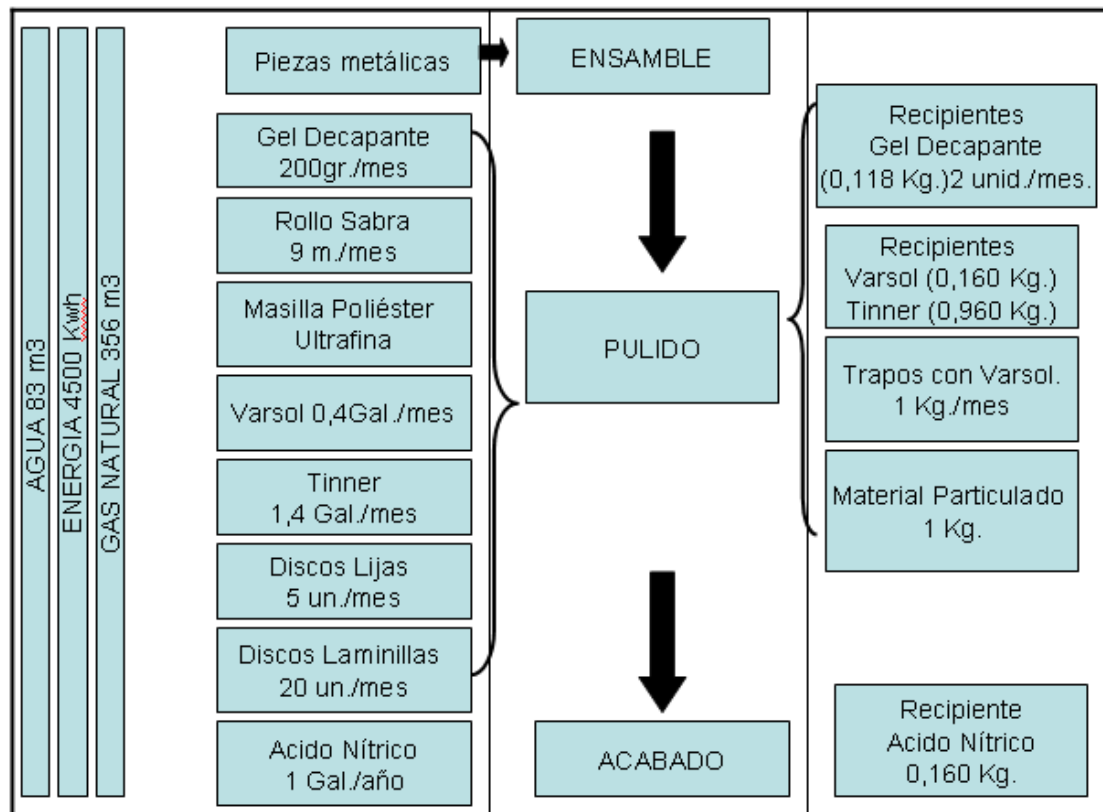 AGUA 83 m3
ENERGIA 4500 Kwh
GAS NATURAL 356 m3
Piezas metálicas
Gel Decapante
200gr./mes
Rollo Sabra
9 m./mes
Masilla Poliéster
Ultrafina
Varsol 0,4Gal./mes
Tinner
1,4 Gal./mes
Discos Lijas
5 un./mes
Discos Laminillas
20 un./mes
Acido Nítrico
1 Gal./año
ENSAMBLE
PULIDO
ACABADO
Recipientes
Gel Decapante
(0,118 Kg.)2 unid./mes.
Recipientes
Varsol (0,160 Kg.)
Tinner (0,960 Kg.)
Trapos con Varsol.
1 Kg./mes
Material Particulado
1 Kg.
Recipiente
Acido Nítrico
0,160 Kg.